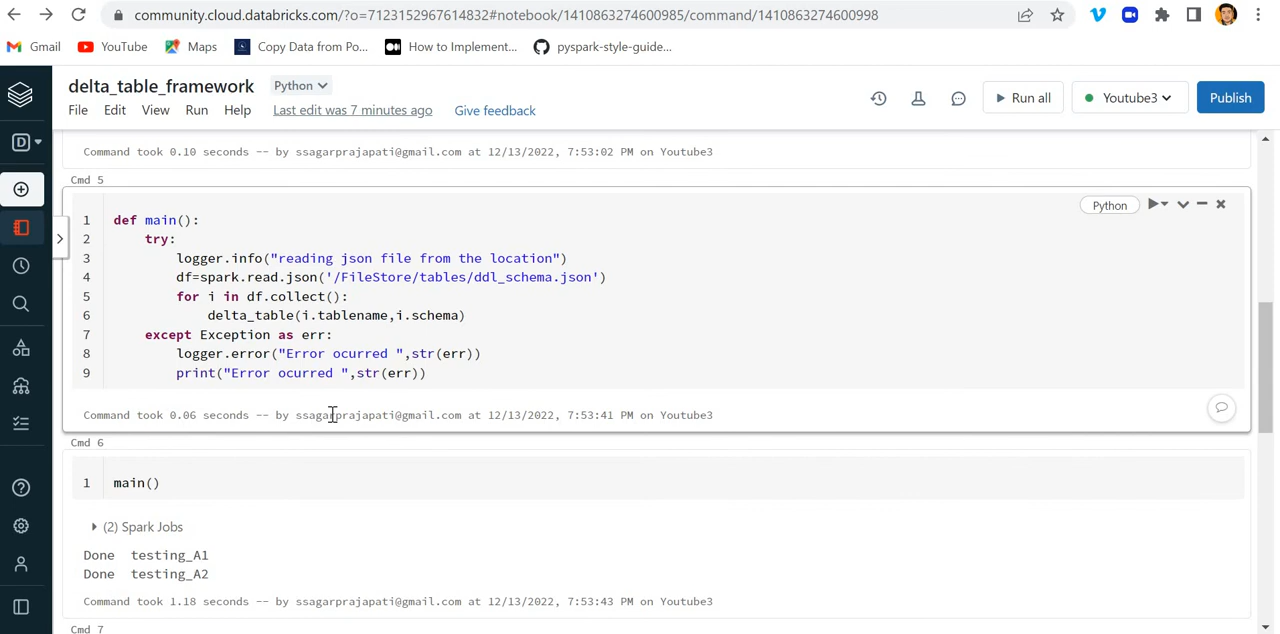 community.cloud.databricks.com/?o=7123152967614832#notebook/1410863274600985/command/1410863274600998
Gmail YouTube Maps Copy Data from Po... How to Implement... pyspark-style-guide...
delta_table_framework Python
File Edit View Run Help Last edit was 7 minutes ago Give feedback
Run all Youtube3 Publish
D
Command took 0.10 seconds -- by ssagarprajapati@gmail.com at 12/13/2022, 7:53:02 PM on Youtube3
Cmd 5
Python
1 def main():
2 try:
3 logger.info("reading json file from the location")
4 df=spark.read.json('/FileStore/tables/ddl_schema.json')
5 for i in df.collect():
6 delta_table(i.tablename,i.schema)
7 except Exception as err:
8 logger.error("Error ocurred ",str(err))
9 print("Error ocurred ",str(err))
Command took 0.06 seconds -- by ssagarprajapati@gmail.com at 12/13/2022, 7:53:41 PM on Youtube3
Cmd 6
1 main()
(2) Spark Jobs
Done testing_A1
Done testing_A2
Command took 1.18 seconds -- by ssagarprajapati@gmail.com at 12/13/2022, 7:53:43 PM on Youtube3
Cmd 7